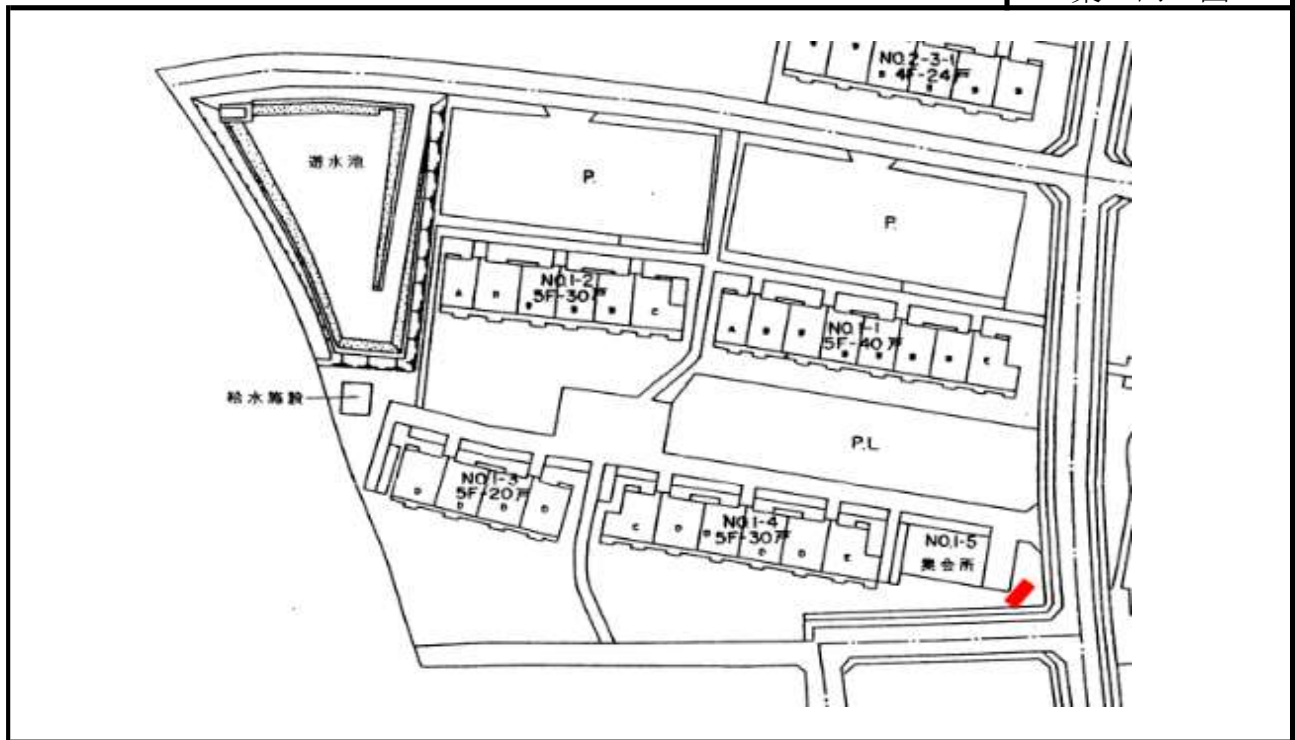 NO.2-3-1
4F-24戸
遊水池
P.
P.
NO.1-2
5F-30戸
A
C
NO.1-1
5F-40戸
A
C
給水施設
P.L
NO.1-3
5F-20戸
D
D
D
D
NO.1-4
5F-30戸
C
D
D
D
D
E
NO.1-5
集会所